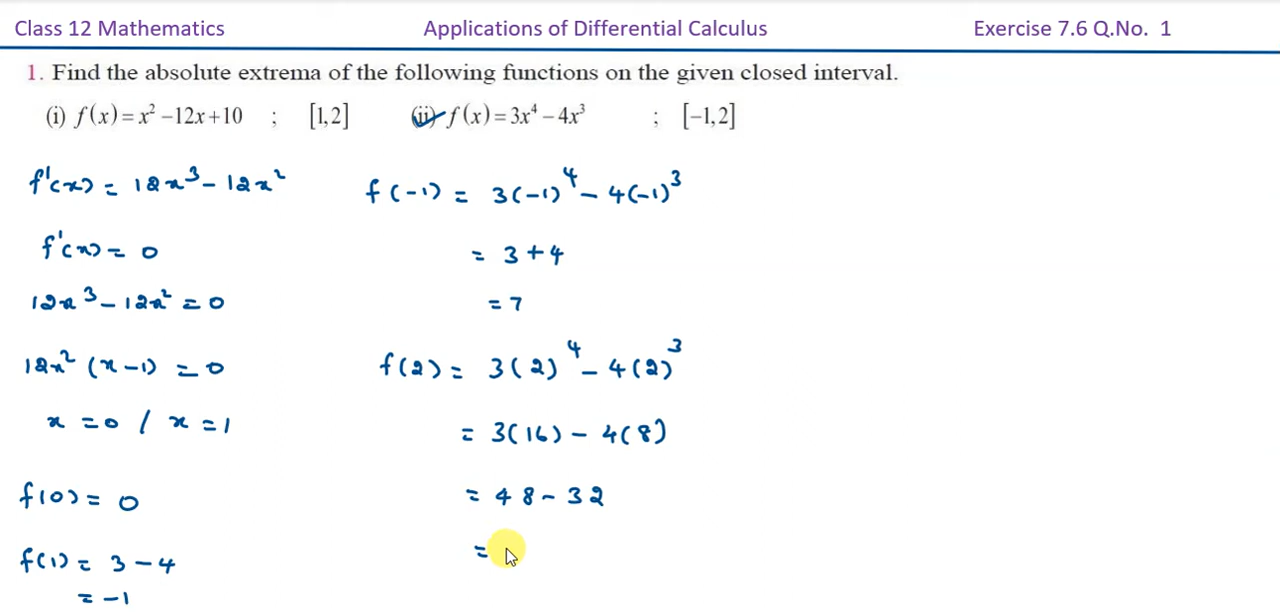 Class 12 Mathematics Applications of Differential Calculus Exercise 7.6 Q.No. 1
1. Find the absolute extrema of the following functions on the given closed interval.
(i) f(x) = x² −12x+10 ; [1,2] (ii) f(x) = 3x⁴ − 4x³ ; [−1,2]
f'(x) = 12x³ − 12x²
f'(x) = 0
12x³ − 12x² = 0
12x² (x − 1) = 0
x = 0 / x = 1
f(0) = 0
f(1) = 3 − 4
= −1
f(−1) = 3(−1)⁴ − 4(−1)³
= 3 + 4
= 7
f(2) = 3(2)⁴ − 4(2)³
= 3(16) − 4(8)
= 48 − 32
=